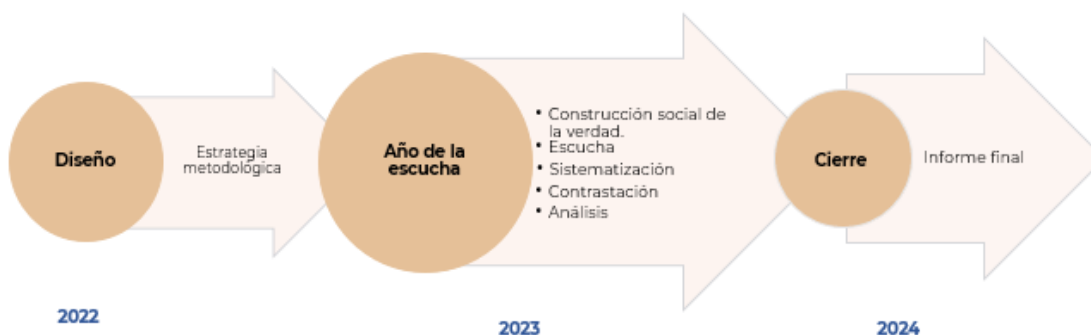 Diseño
Estrategia
metodológica
Año de la
escucha
• Construcción social de
la verdad.
• Escucha
• Sistematización
• Contrastación
• Análisis
Cierre
Informe final
2022
2023
2024